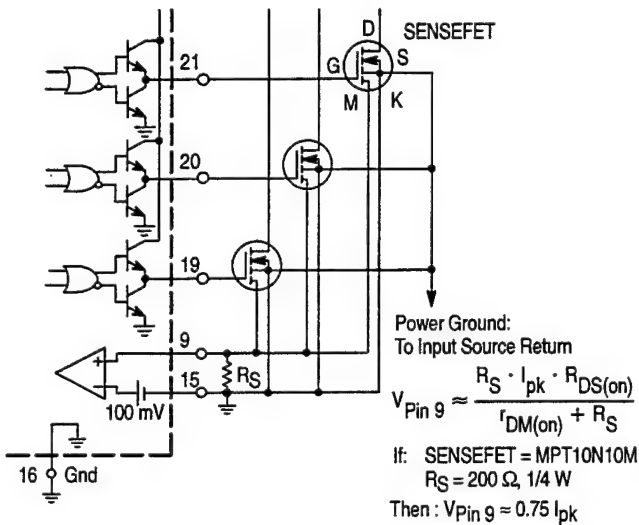 D
SENSEFET
21
G
S
M
K
20
19
9
RS
15
100 mV
16 Gnd
Power Ground:
To Input Source Return
VPin 9 ≈ RS · Ipk · RDS(on) / rDM(on) + RS
If: SENSEFET = MPT10N10M
RS = 200 Ω, 1/4 W
Then : VPin 9 ≈ 0.75 Ipk